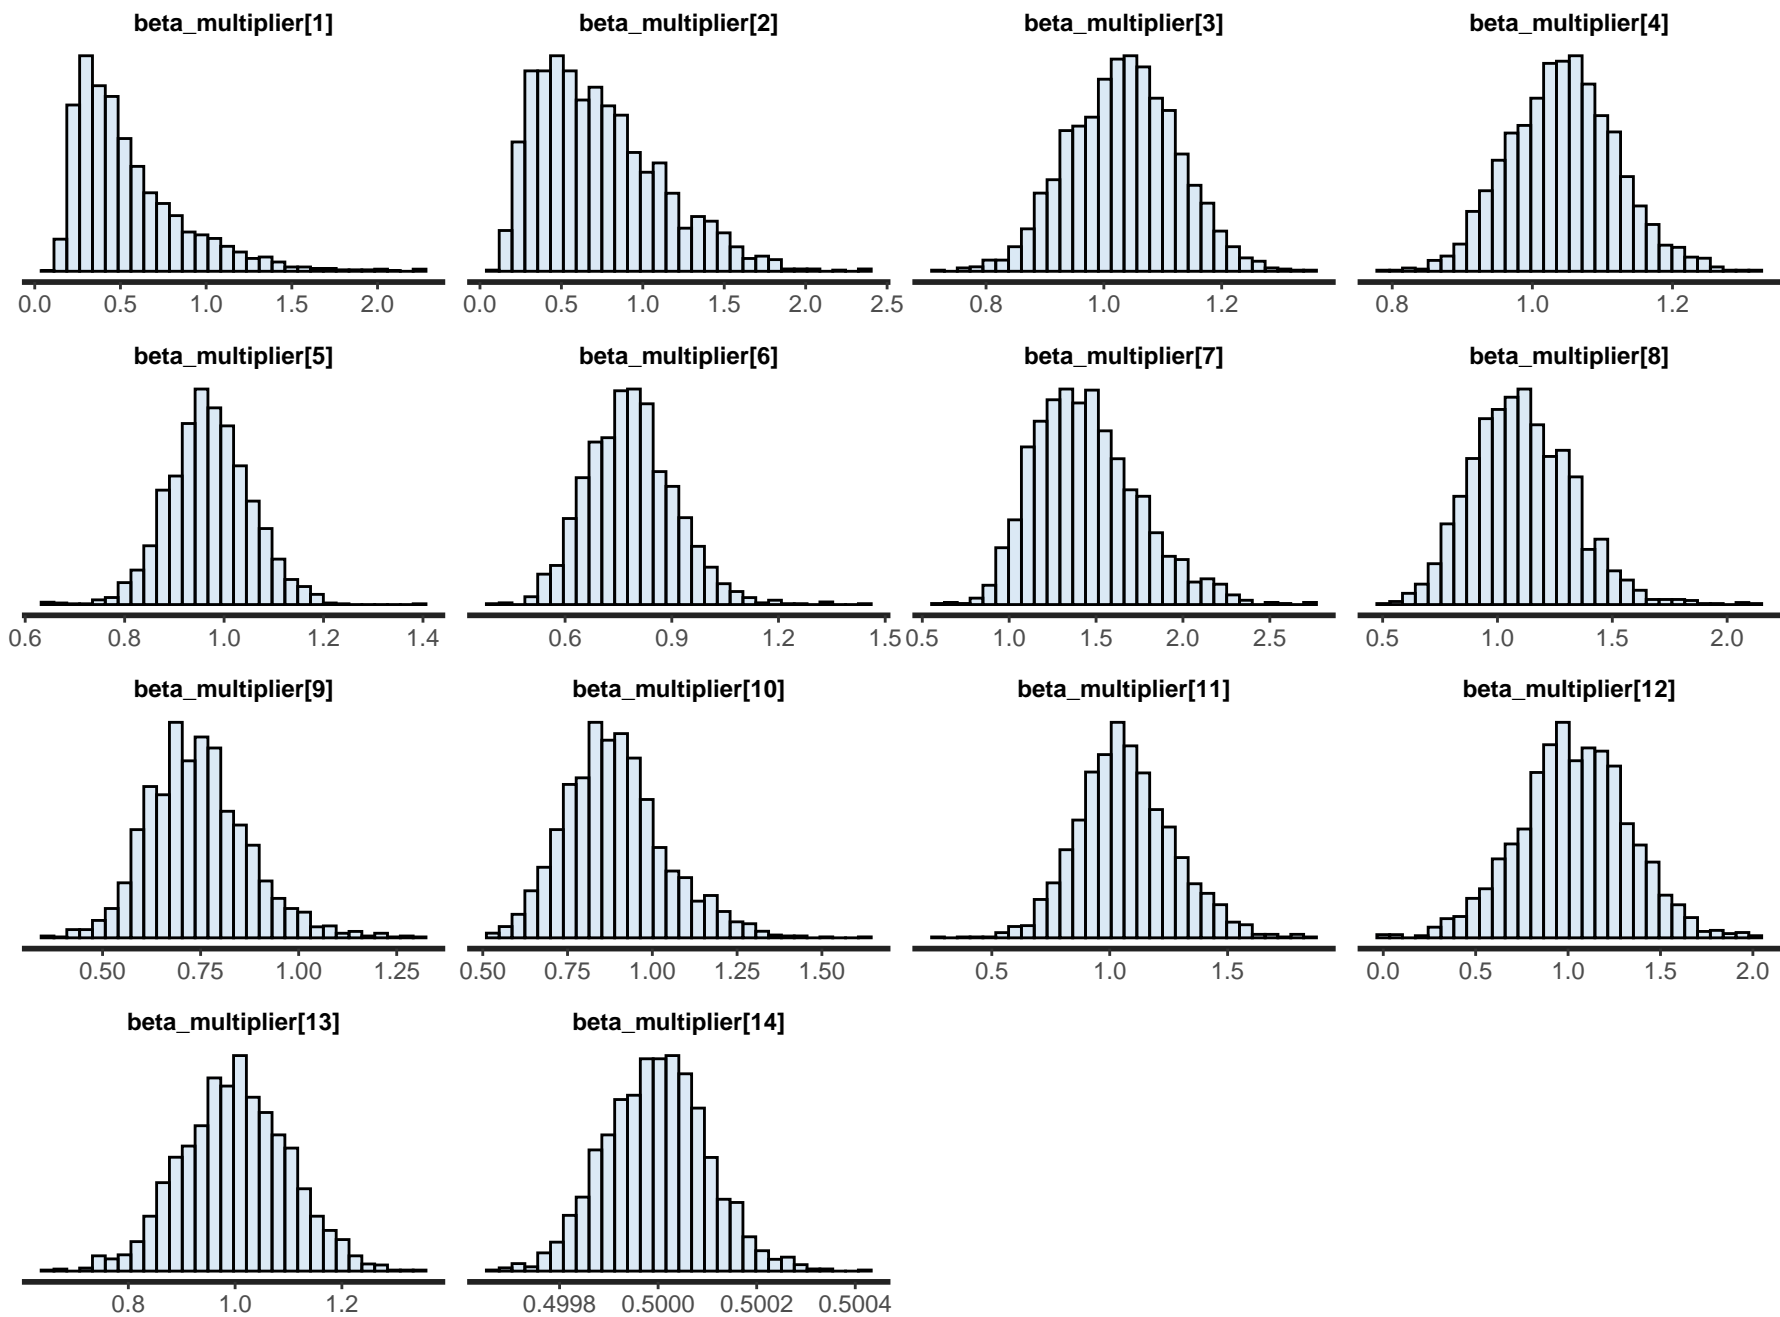 beta_multiplier[1] beta_multiplier[2] beta_multiplier[3] beta_multiplier[4]
0.0 0.5 1.0 1.5 2.0 0.0 0.5 1.0 1.5 2.0 2.5 0.8 1.0 1.2 0.8 1.0 1.2
beta_multiplier[5] beta_multiplier[6] beta_multiplier[7] beta_multiplier[8]
0.6 0.8 1.0 1.2 1.4 0.6 0.9 1.2 1.5 0.5 1.0 1.5 2.0 2.5 0.5 1.0 1.5 2.0
beta_multiplier[9] beta_multiplier[10] beta_multiplier[11] beta_multiplier[12]
0.50 0.75 1.00 1.25 0.50 0.75 1.00 1.25 1.50 0.5 1.0 1.5 0.0 0.5 1.0 1.5 2.0
beta_multiplier[13] beta_multiplier[14]
0.8 1.0 1.2 0.4998 0.5000 0.5002 0.5004